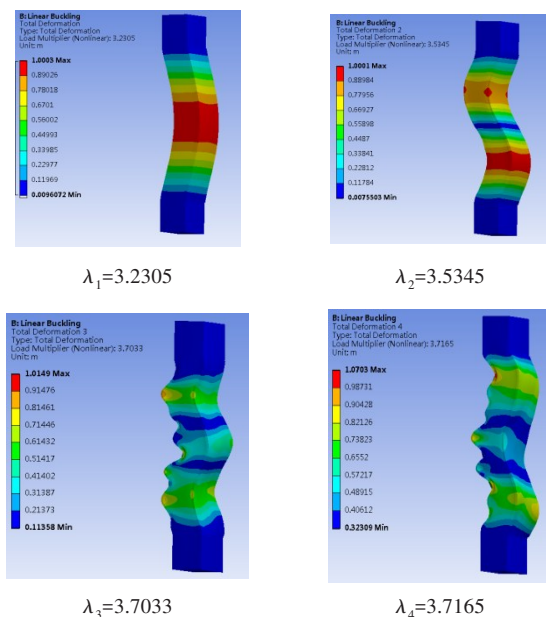 B: Linear Buckling
Total Deformation
Type: Total Deformation
Load Multiplier (Nonlinear): 3.2305
Unit: m
1.0003 Max
0.89026
0.78018
0.6701
0.56002
0.44993
0.33985
0.22977
0.11969
0.0096072 Min
λ₁=3.2305
B: Linear Buckling
Total Deformation 2
Type: Total Deformation
Load Multiplier (Nonlinear): 3.5345
Unit: m
1.0001 Max
0.88984
0.77956
0.66927
0.55898
0.4487
0.33841
0.22812
0.11784
0.0075503 Min
λ₂=3.5345
B: Linear Buckling
Total Deformation 3
Type: Total Deformation
Load Multiplier (Nonlinear): 3.7033
Unit: m
1.0149 Max
0.91476
0.81461
0.71446
0.61432
0.51417
0.41402
0.31387
0.21373
0.11358 Min
λ₃=3.7033
B: Linear Buckling
Total Deformation 4
Type: Total Deformation
Load Multiplier (Nonlinear): 3.7165
Unit: m
1.0703 Max
0.98731
0.90428
0.82126
0.73823
0.6552
0.57217
0.48915
0.40612
0.32309 Min
λ₄=3.7165